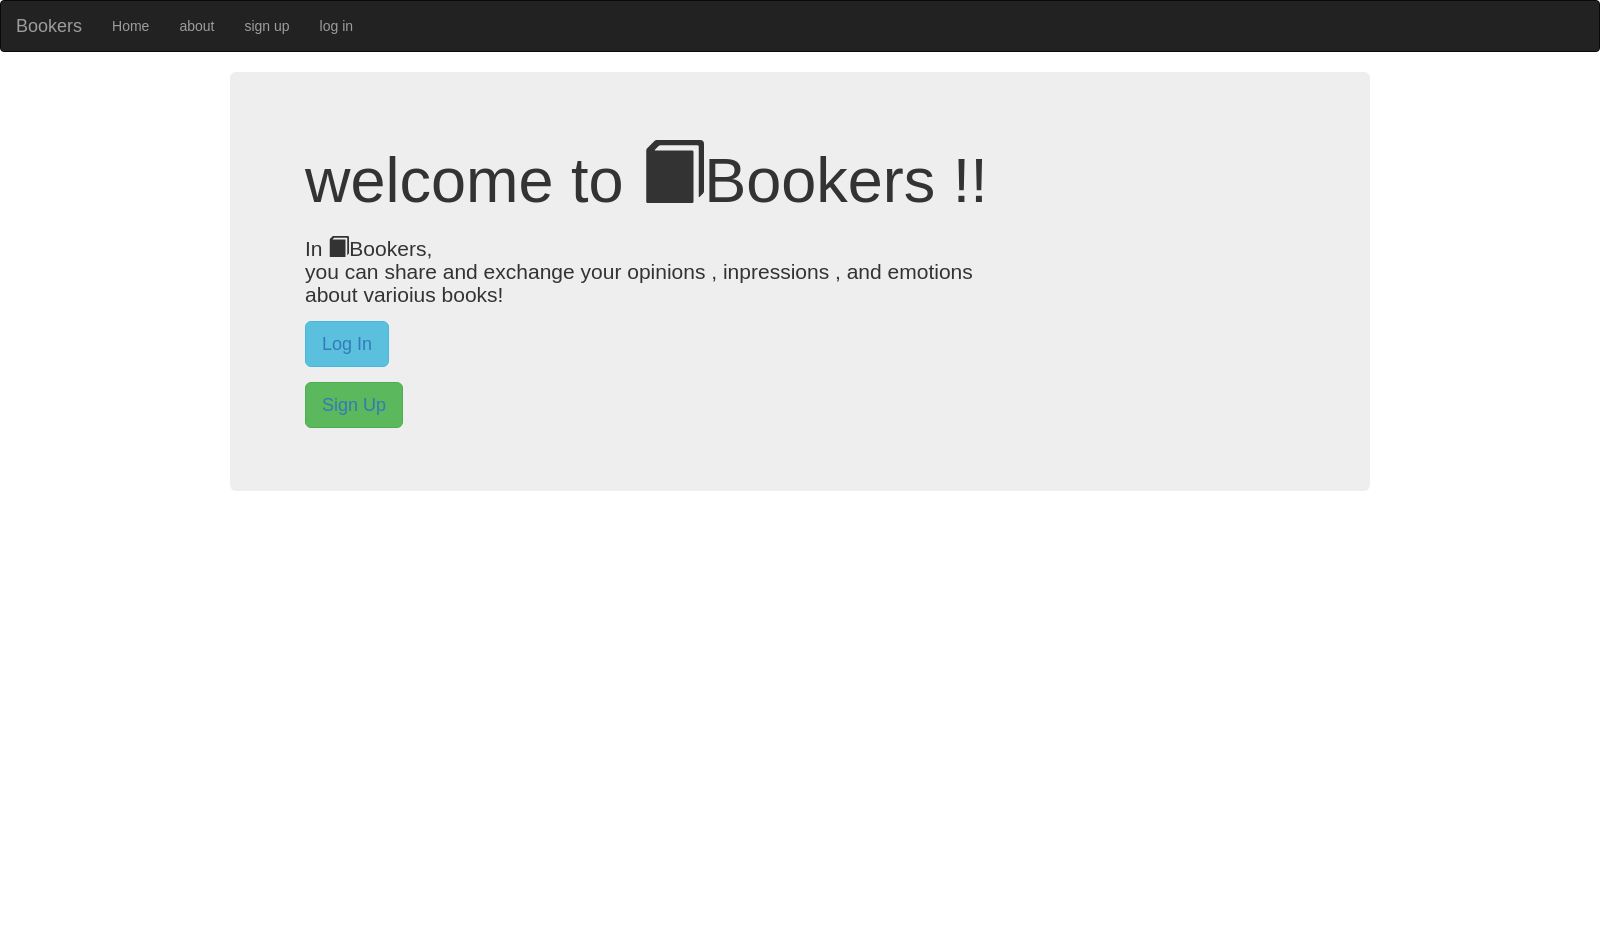 Bookers Home about sign up log in
welcome to Bookers !!
In Bookers,
you can share and exchange your opinions , inpressions , and emotions
about varioius books!
Log In
Sign Up